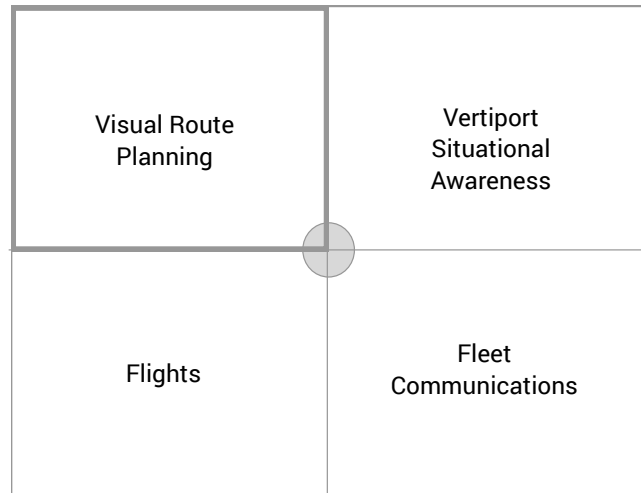 Visual Route
Planning
Vertiport
Situational
Awareness
Flights
Fleet
Communications